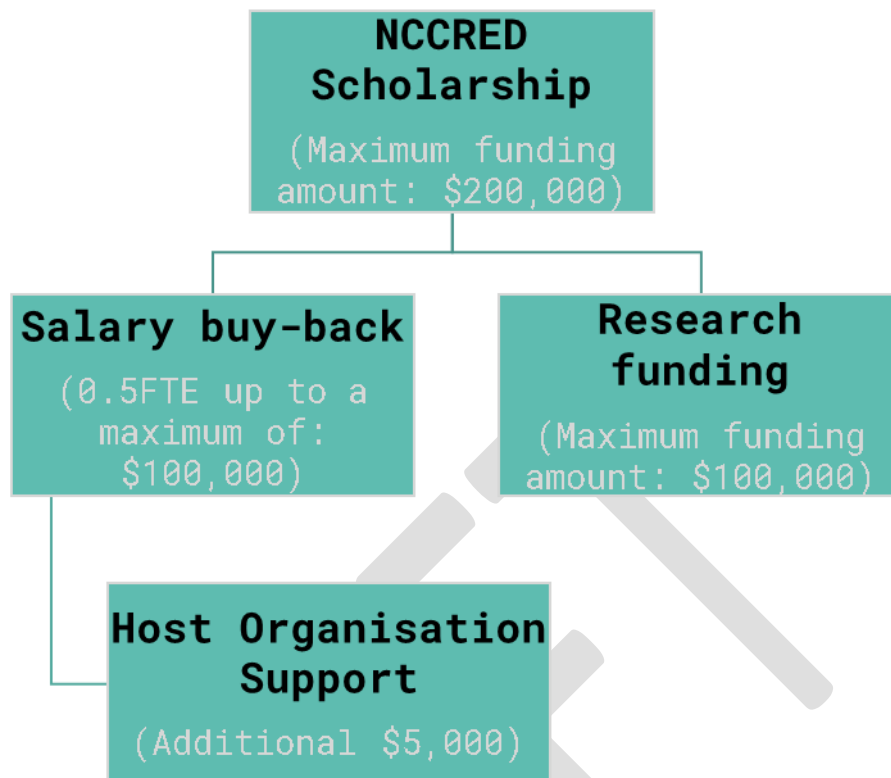 NCCRED
Scholarship
(Maximum funding
amount: $200,000)
Salary buy-back
(0.5FTE up to a
maximum of:
$100,000)
Research
funding
(Maximum funding
amount: $100,000)
Host Organisation
Support
(Additional $5,000)